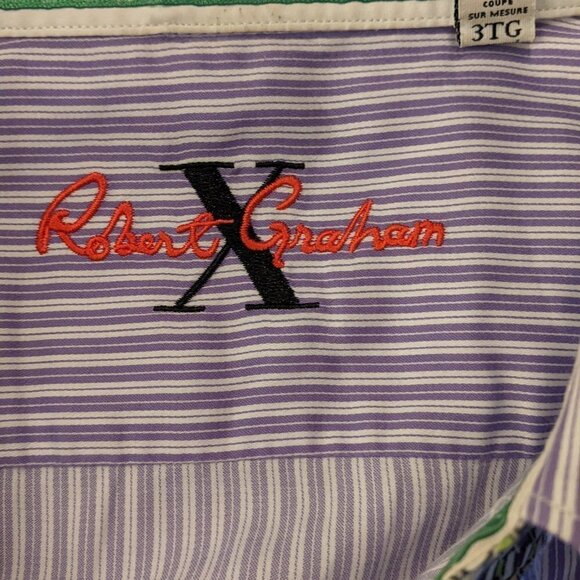 COUPE
SUR MESURE
3TG
Robert X Graham